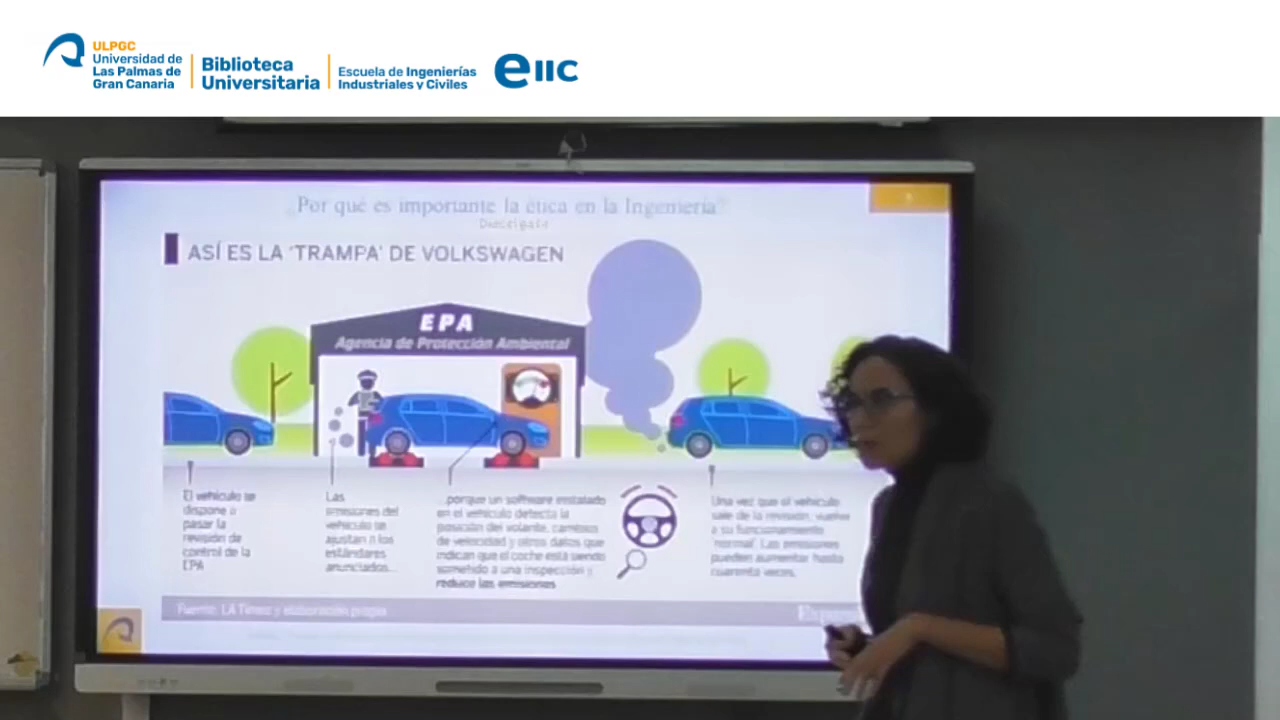 ULPGC
Universidad de
Las Palmas de
Gran Canaria
Biblioteca
Universitaria
Escuela de Ingenierías
Industriales y Civiles
eiic
¿Por qué es importante la ética en la Ingeniería?
Dieselgate
ASÍ ES LA 'TRAMPA' DE VOLKSWAGEN
EPA
Agencia de Protección Ambiental
El vehículo se
dispone a
pasar la
revisión de
control de la
EPA
Las
emisiones del
vehículo se
ajustan a los
estándares
anunciados...
...porque un software instalado
en el vehículo detecta la
posición del volante, cambios
de velocidad y otros datos que
indican que el coche está siendo
sometido a una inspección y
reduce las emisiones
Una vez que el vehículo
sale de la revisión, vuelve
a su funcionamiento
'normal'. Las emisiones
pueden aumentar hasta
cuarenta veces.
Fuente: LA Times y elaboración propia